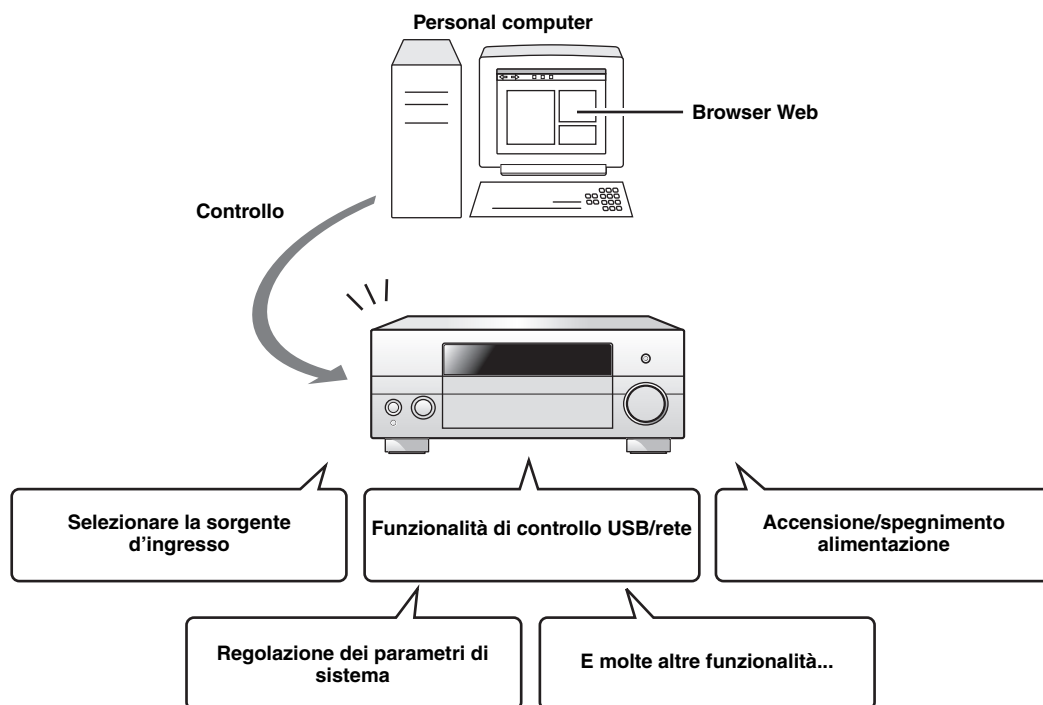 Personal computer
Browser Web
Controllo
Selezionare la sorgente
d'ingresso
Funzionalità di controllo USB/rete
Accensione/spegnimento
alimentazione
Regolazione dei parametri di
sistema
E molte altre funzionalità...